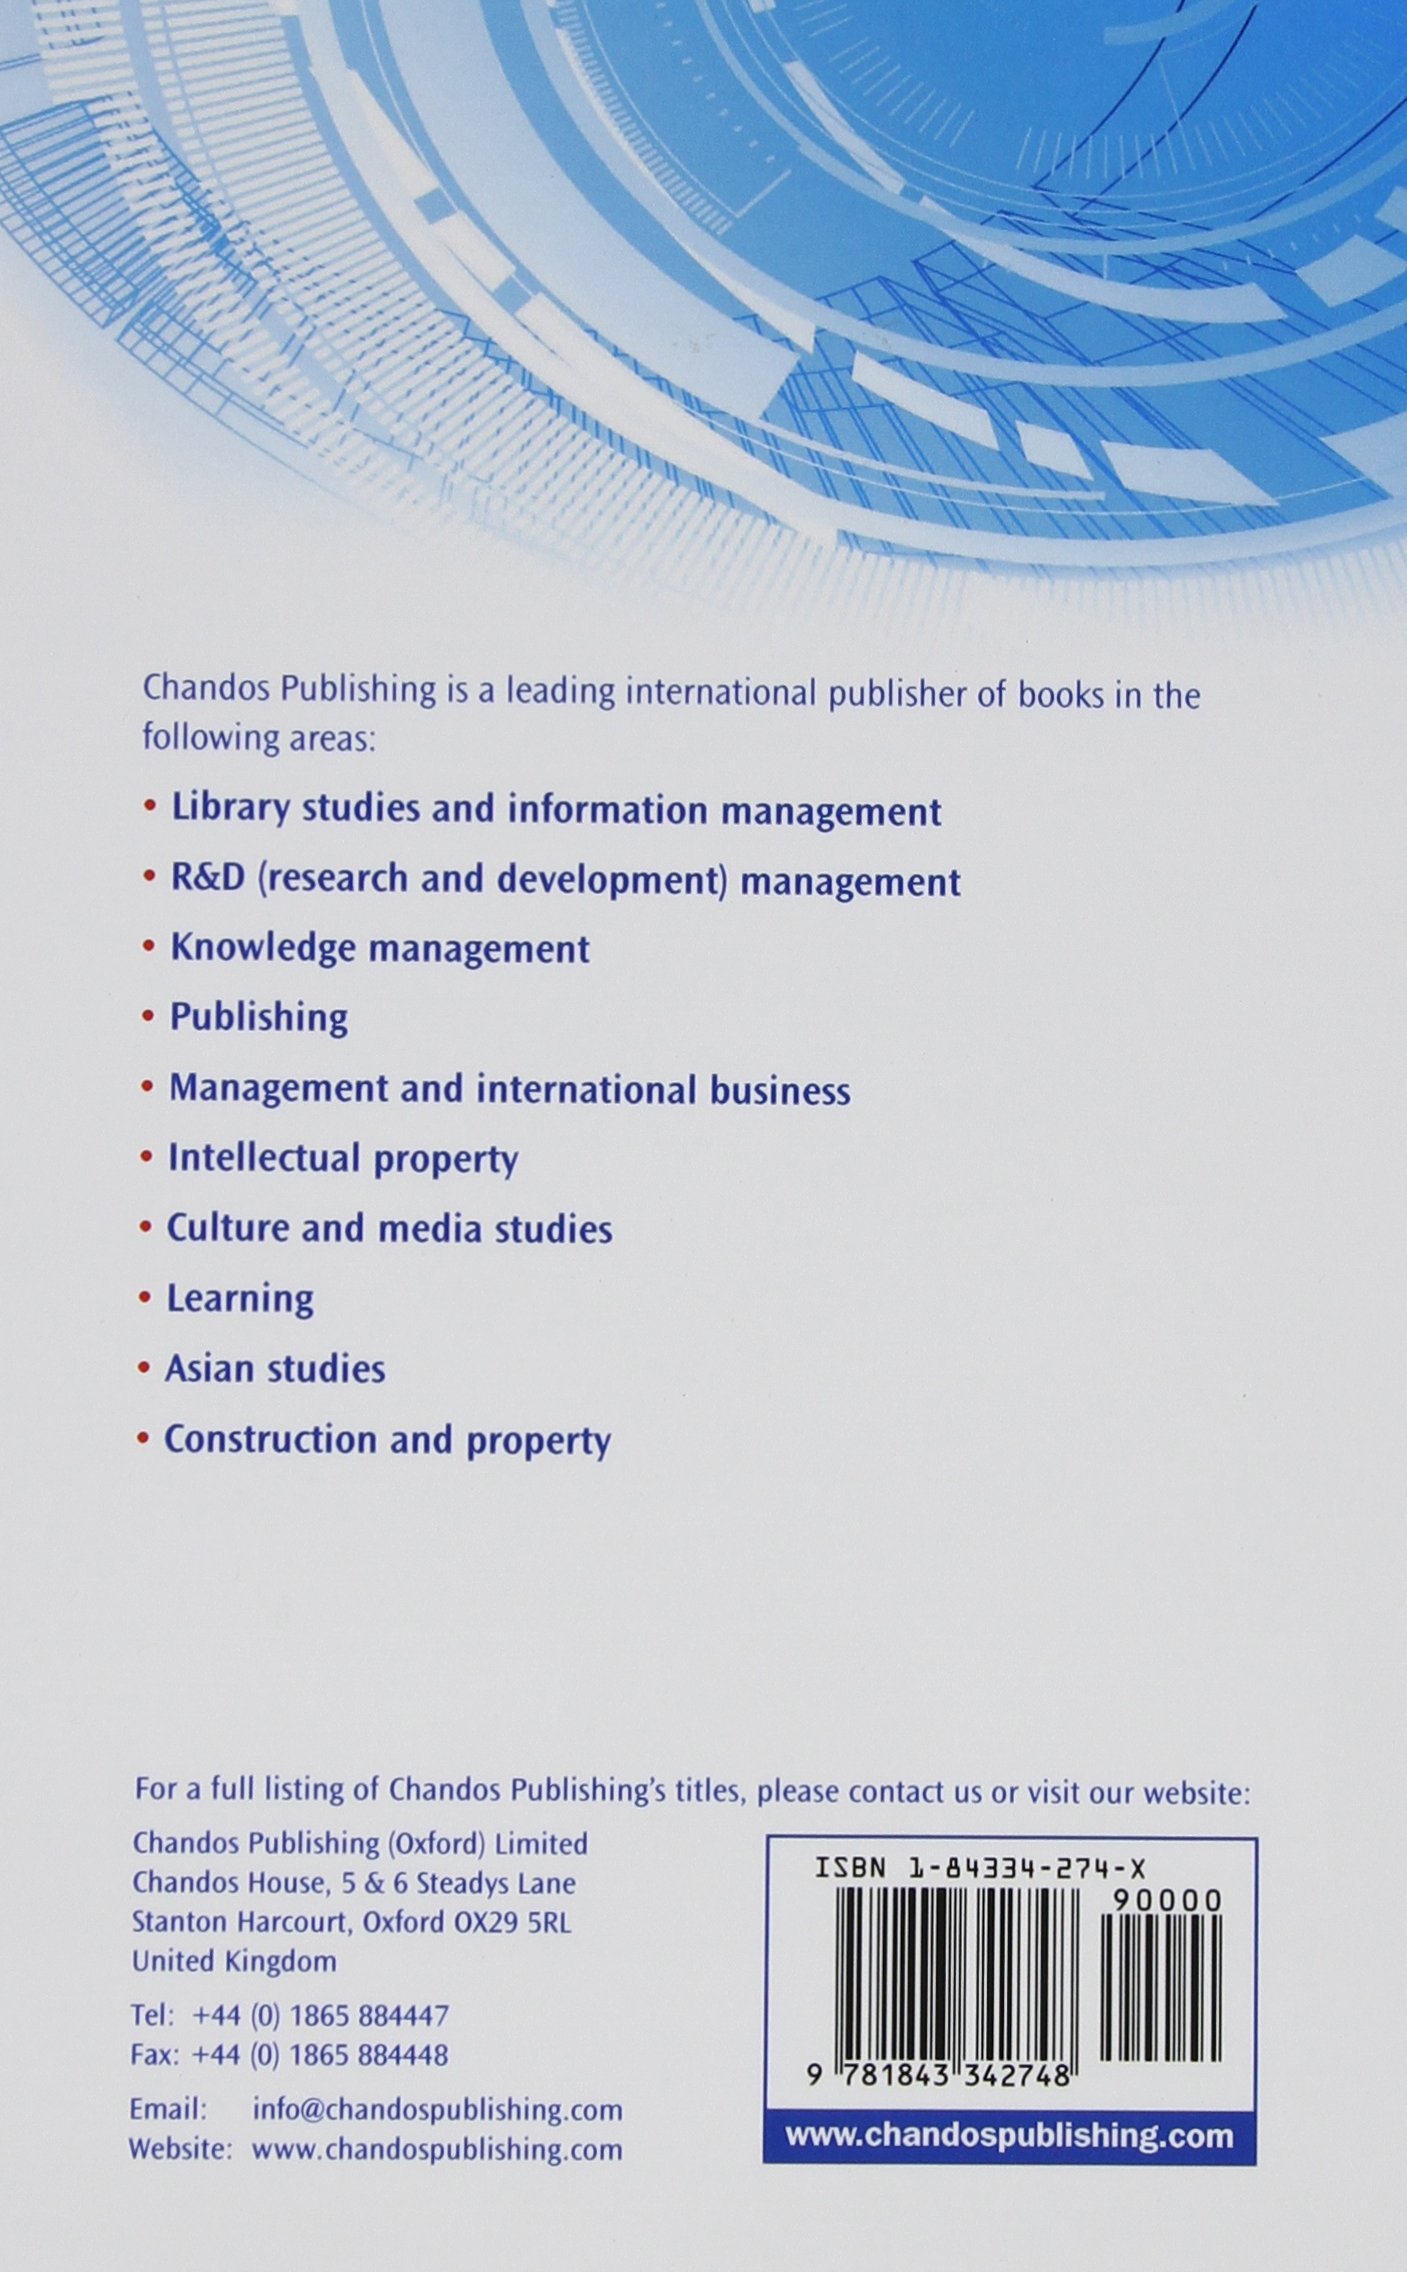 Chandos Publishing is a leading international publisher of books in the
following areas:
• Library studies and information management
• R&D (research and development) management
• Knowledge management
• Publishing
• Management and international business
• Intellectual property
• Culture and media studies
• Learning
• Asian studies
• Construction and property
For a full listing of Chandos Publishing's titles, please contact us or visit our website:
Chandos Publishing (Oxford) Limited
Chandos House, 5 & 6 Steadys Lane
Stanton Harcourt, Oxford OX29 5RL
United Kingdom
Tel: +44 (0) 1865 884447
Fax: +44 (0) 1865 884448
Email: info@chandospublishing.com
Website: www.chandospublishing.com
ISBN 1-84334-274-X
90000
9 781843 342748
www.chandospublishing.com